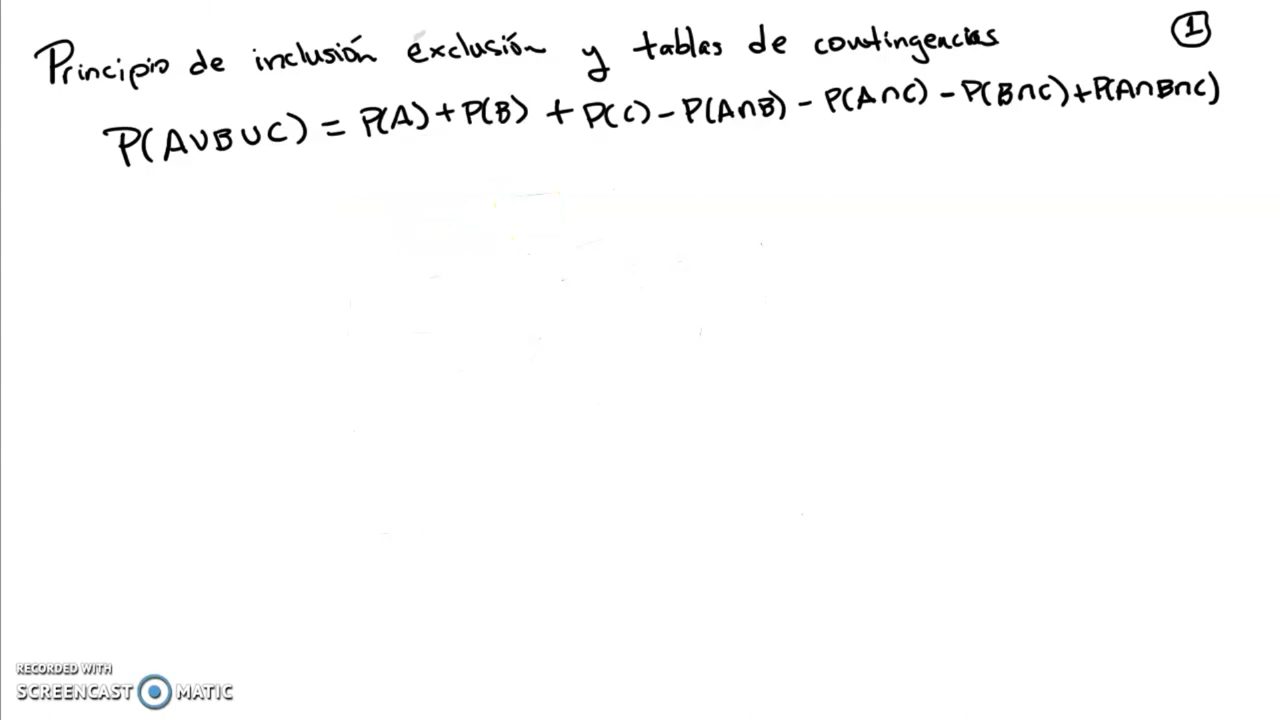 Principio de inclusión exclusión y tablas de contingencias
1
P(A∪B∪C) = P(A) + P(B) + P(C) - P(A∩B) - P(A∩C) - P(B∩C) + P(A∩B∩C)
RECORDED WITH
SCREENCAST MATIC